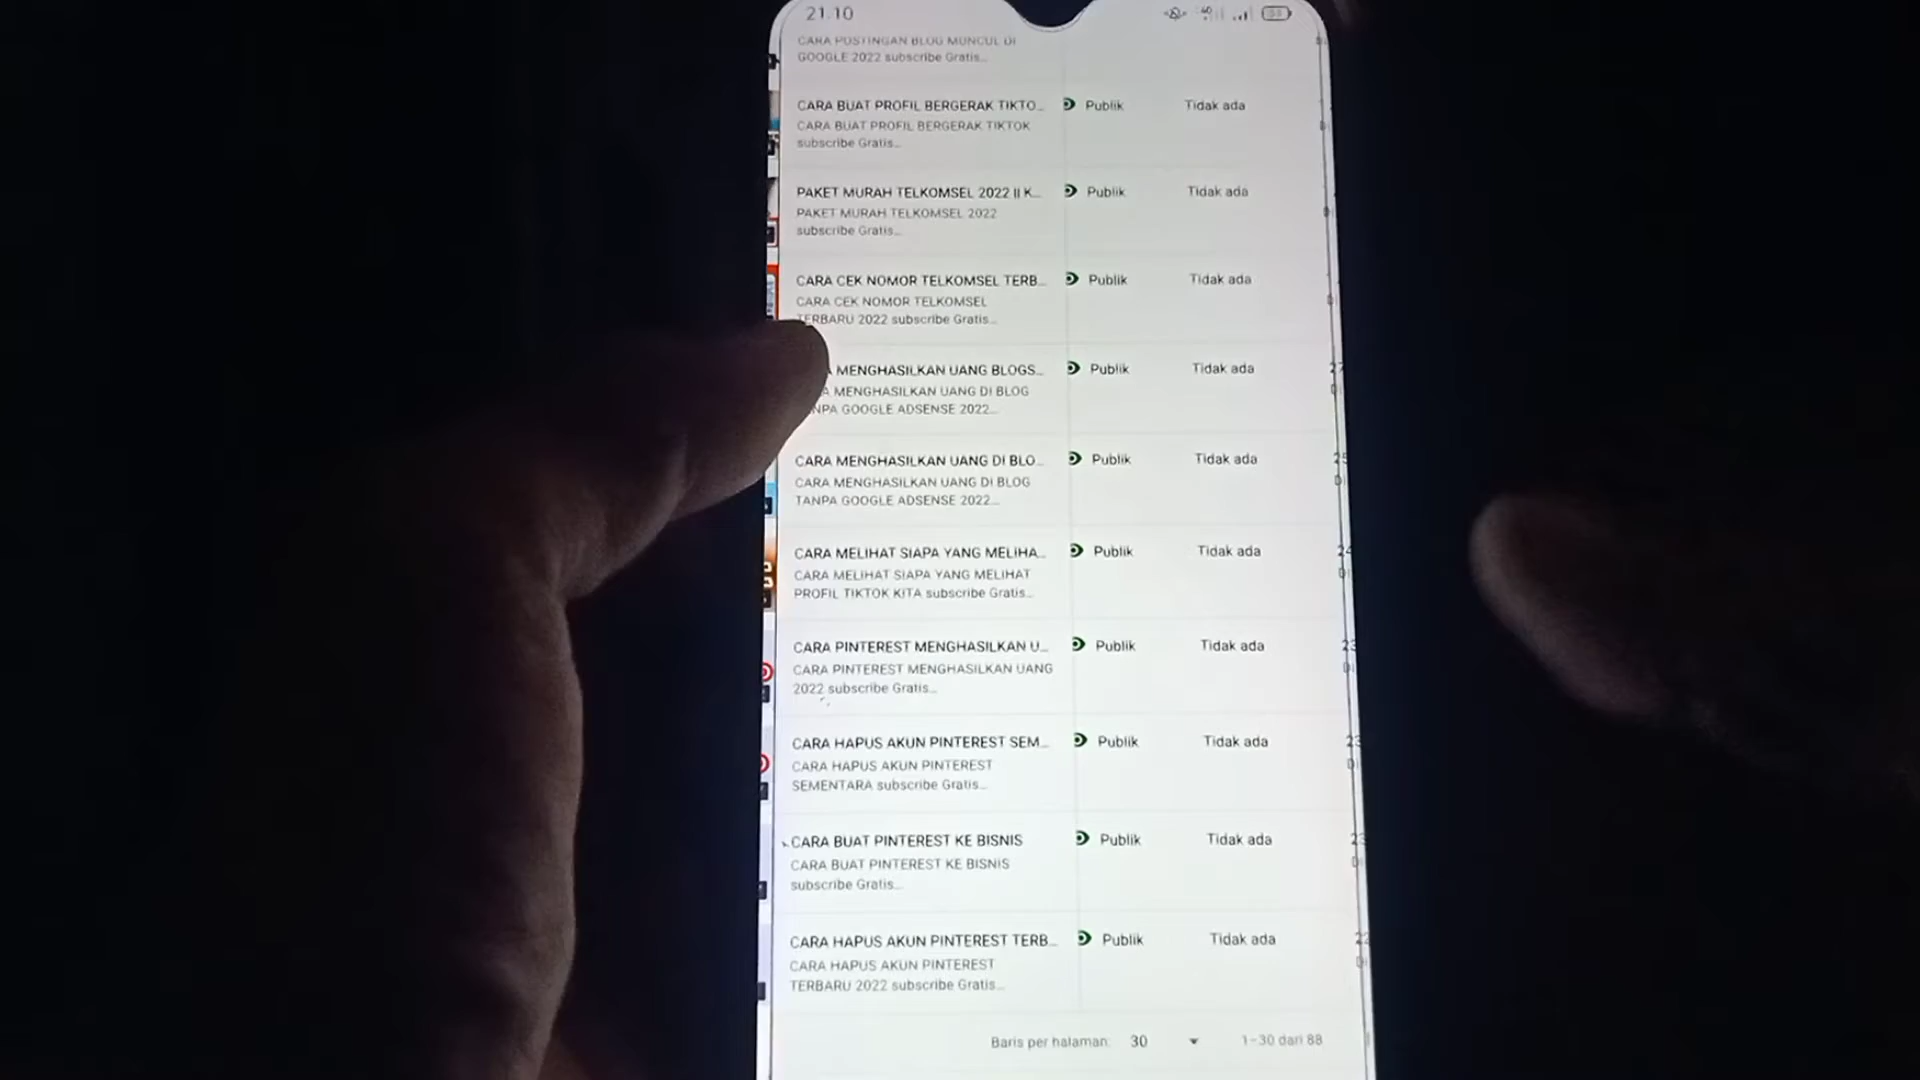 21.10
CARA POSTINGAN BLOG MUNCUL DI
GOOGLE 2022 subscribe Gratis...
CARA BUAT PROFIL BERGERAK TIKTO... Publik Tidak ada
CARA BUAT PROFIL BERGERAK TIKTOK
subscribe Gratis...
PAKET MURAH TELKOMSEL 2022 II K... Publik Tidak ada
PAKET MURAH TELKOMSEL 2022
subscribe Gratis...
CARA CEK NOMOR TELKOMSEL TERB... Publik Tidak ada
CARA CEK NOMOR TELKOMSEL
TERBARU 2022 subscribe Gratis...
MENGHASILKAN UANG BLOGS... Publik Tidak ada
MENGHASILKAN UANG DI BLOG
GOOGLE ADSENSE 2022...
CARA MENGHASILKAN UANG DI BLO... Publik Tidak ada
CARA MENGHASILKAN UANG DI BLOG
TANPA GOOGLE ADSENSE 2022...
CARA MELIHAT SIAPA YANG MELIHA... Publik Tidak ada
CARA MELIHAT SIAPA YANG MELIHAT
PROFIL TIKTOK KITA subscribe Gratis...
CARA PINTEREST MENGHASILKAN U... Publik Tidak ada
CARA PINTEREST MENGHASILKAN UANG
2022 subscribe Gratis...
CARA HAPUS AKUN PINTEREST SEM... Publik Tidak ada
CARA HAPUS AKUN PINTEREST
SEMENTARA subscribe Gratis...
CARA BUAT PINTEREST KE BISNIS Publik Tidak ada
CARA BUAT PINTEREST KE BISNIS
subscribe Gratis...
CARA HAPUS AKUN PINTEREST TERB... Publik Tidak ada
CARA HAPUS AKUN PINTEREST
TERBARU 2022 subscribe Gratis...
Baris per halaman: 30 1–30 dari 88